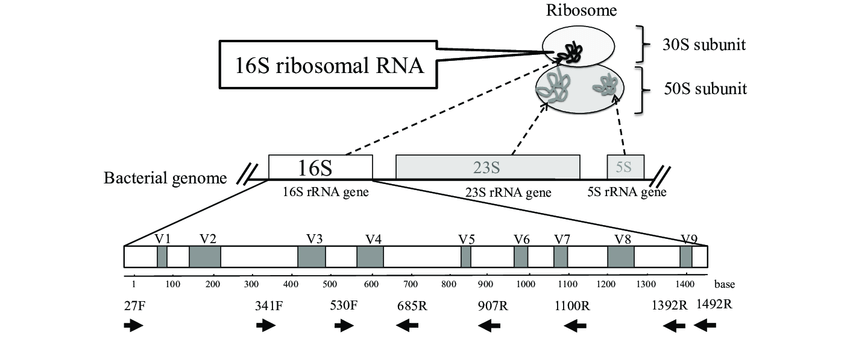 Ribosome
30S subunit
16S ribosomal RNA
50S subunit
16S
23S
5S
Bacterial genome
16S rRNA gene
23S rRNA gene
5S rRNA gene
V1 V2 V3 V4 V5 V6 V7 V8 V9
1 100 200 300 400 500 600 700 800 900 1000 1100 1200 1300 1400 base
27F 341F 530F 685R 907R 1100R 1392R 1492R